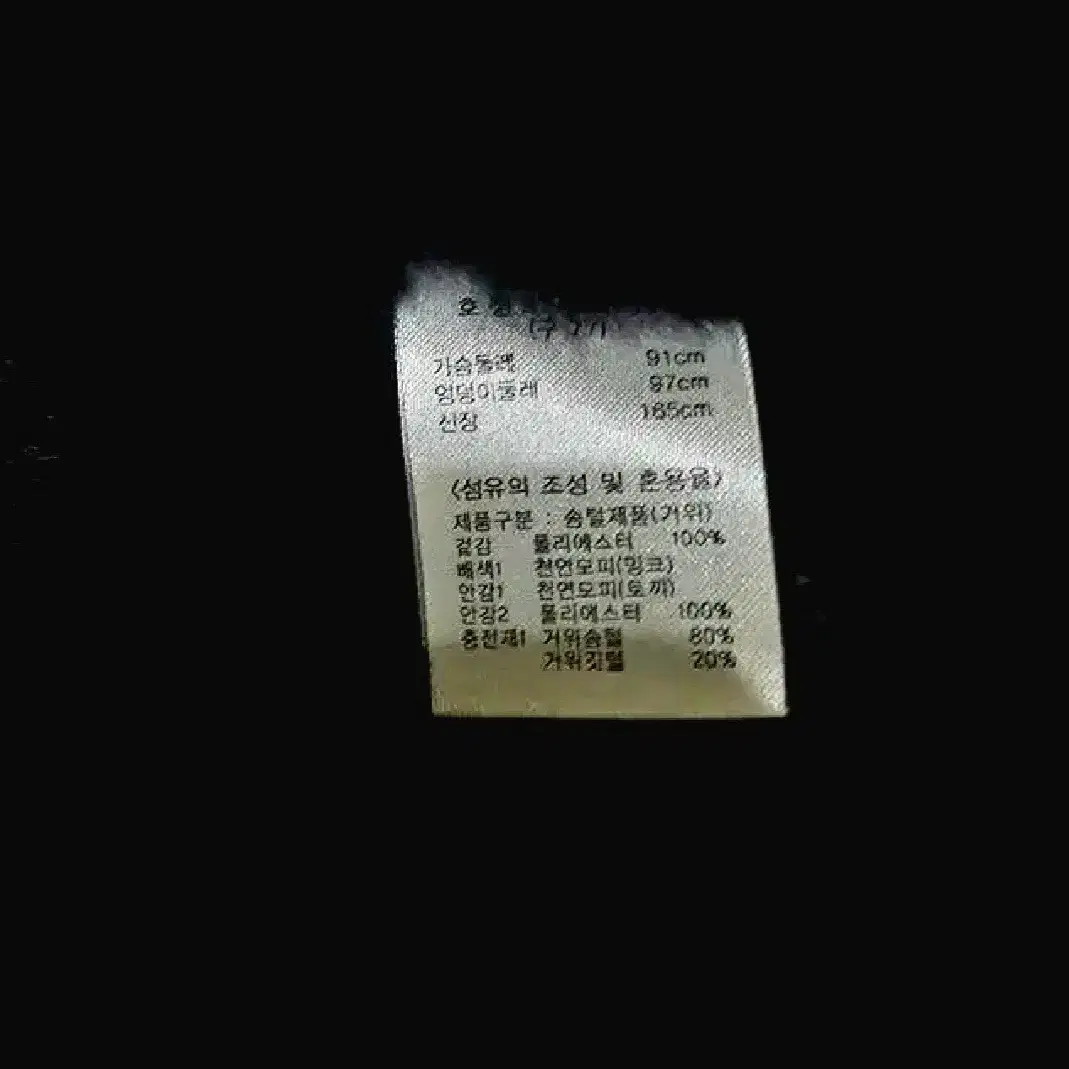 호 칭
가슴둘레 91cm
엉덩이둘레 97cm
신장 165cm
<섬유의 조성 및 혼용율>
제품구분 : 솜털제품(거위)
겉감 폴리에스터 100%
배색1 천연모피(밍크)
안감1 천연모피(토끼)
안감2 폴리에스터 100%
충전재1 거위솜털 80%
거위깃털 20%